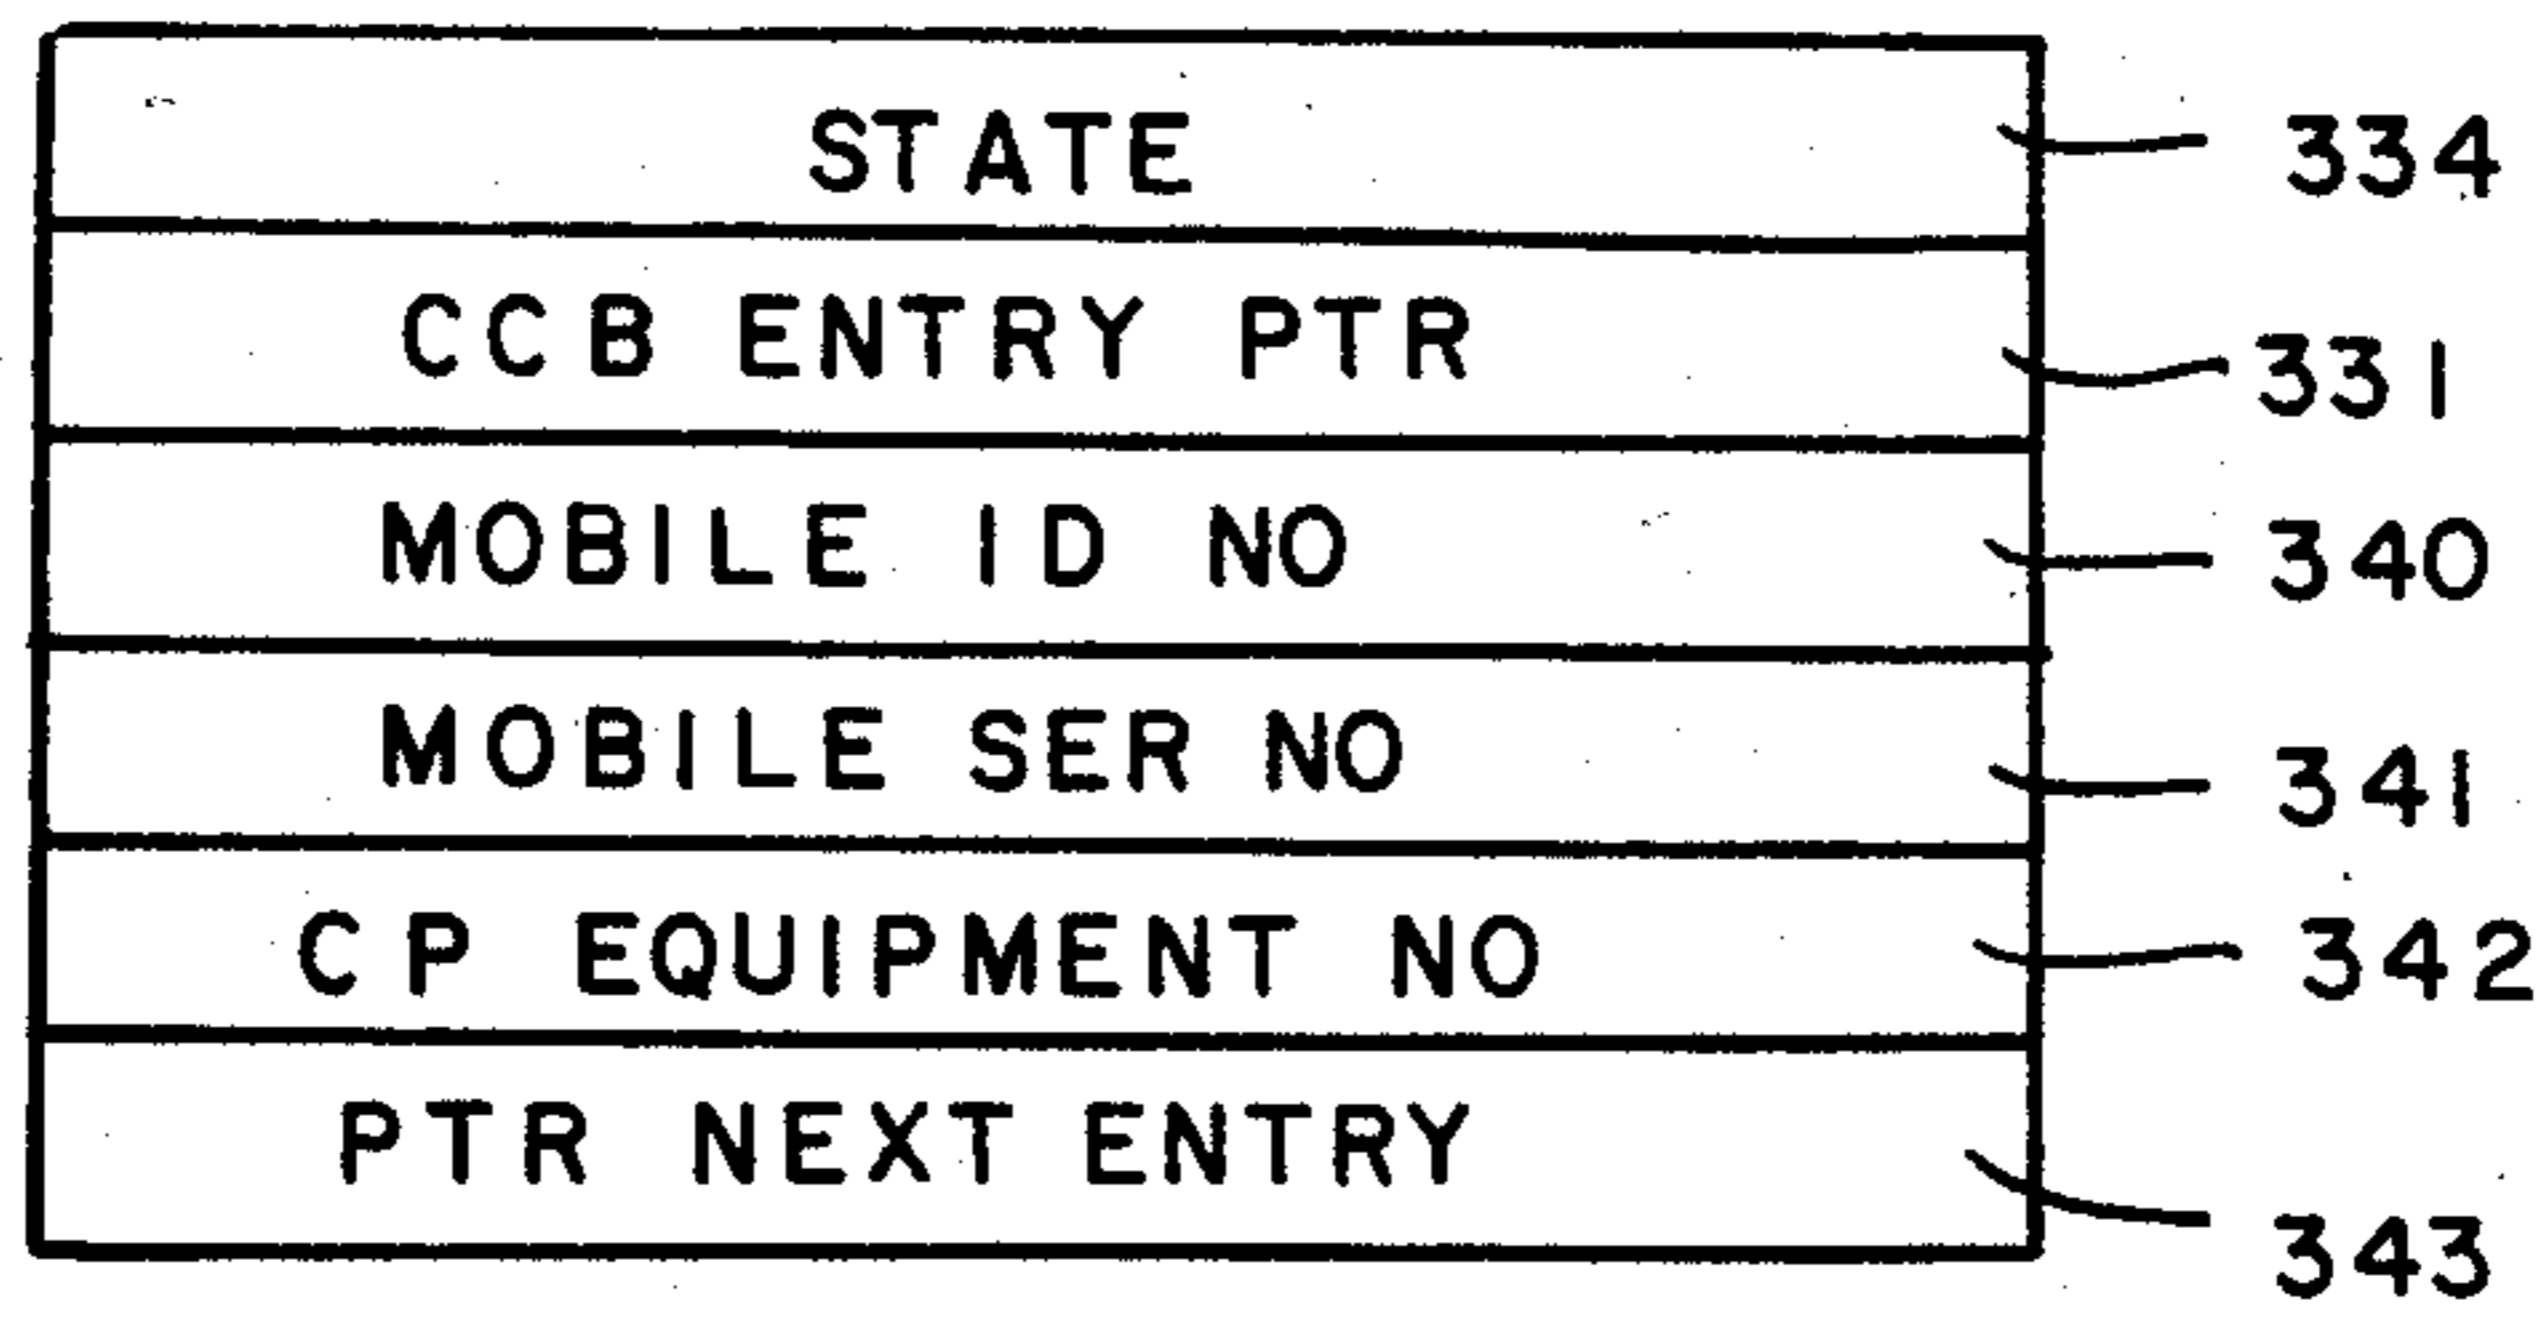 STATE 334
CCB ENTRY PTR 331
MOBILE ID NO 340
MOBILE SER NO 341
CP EQUIPMENT NO 342
PTR NEXT ENTRY 343